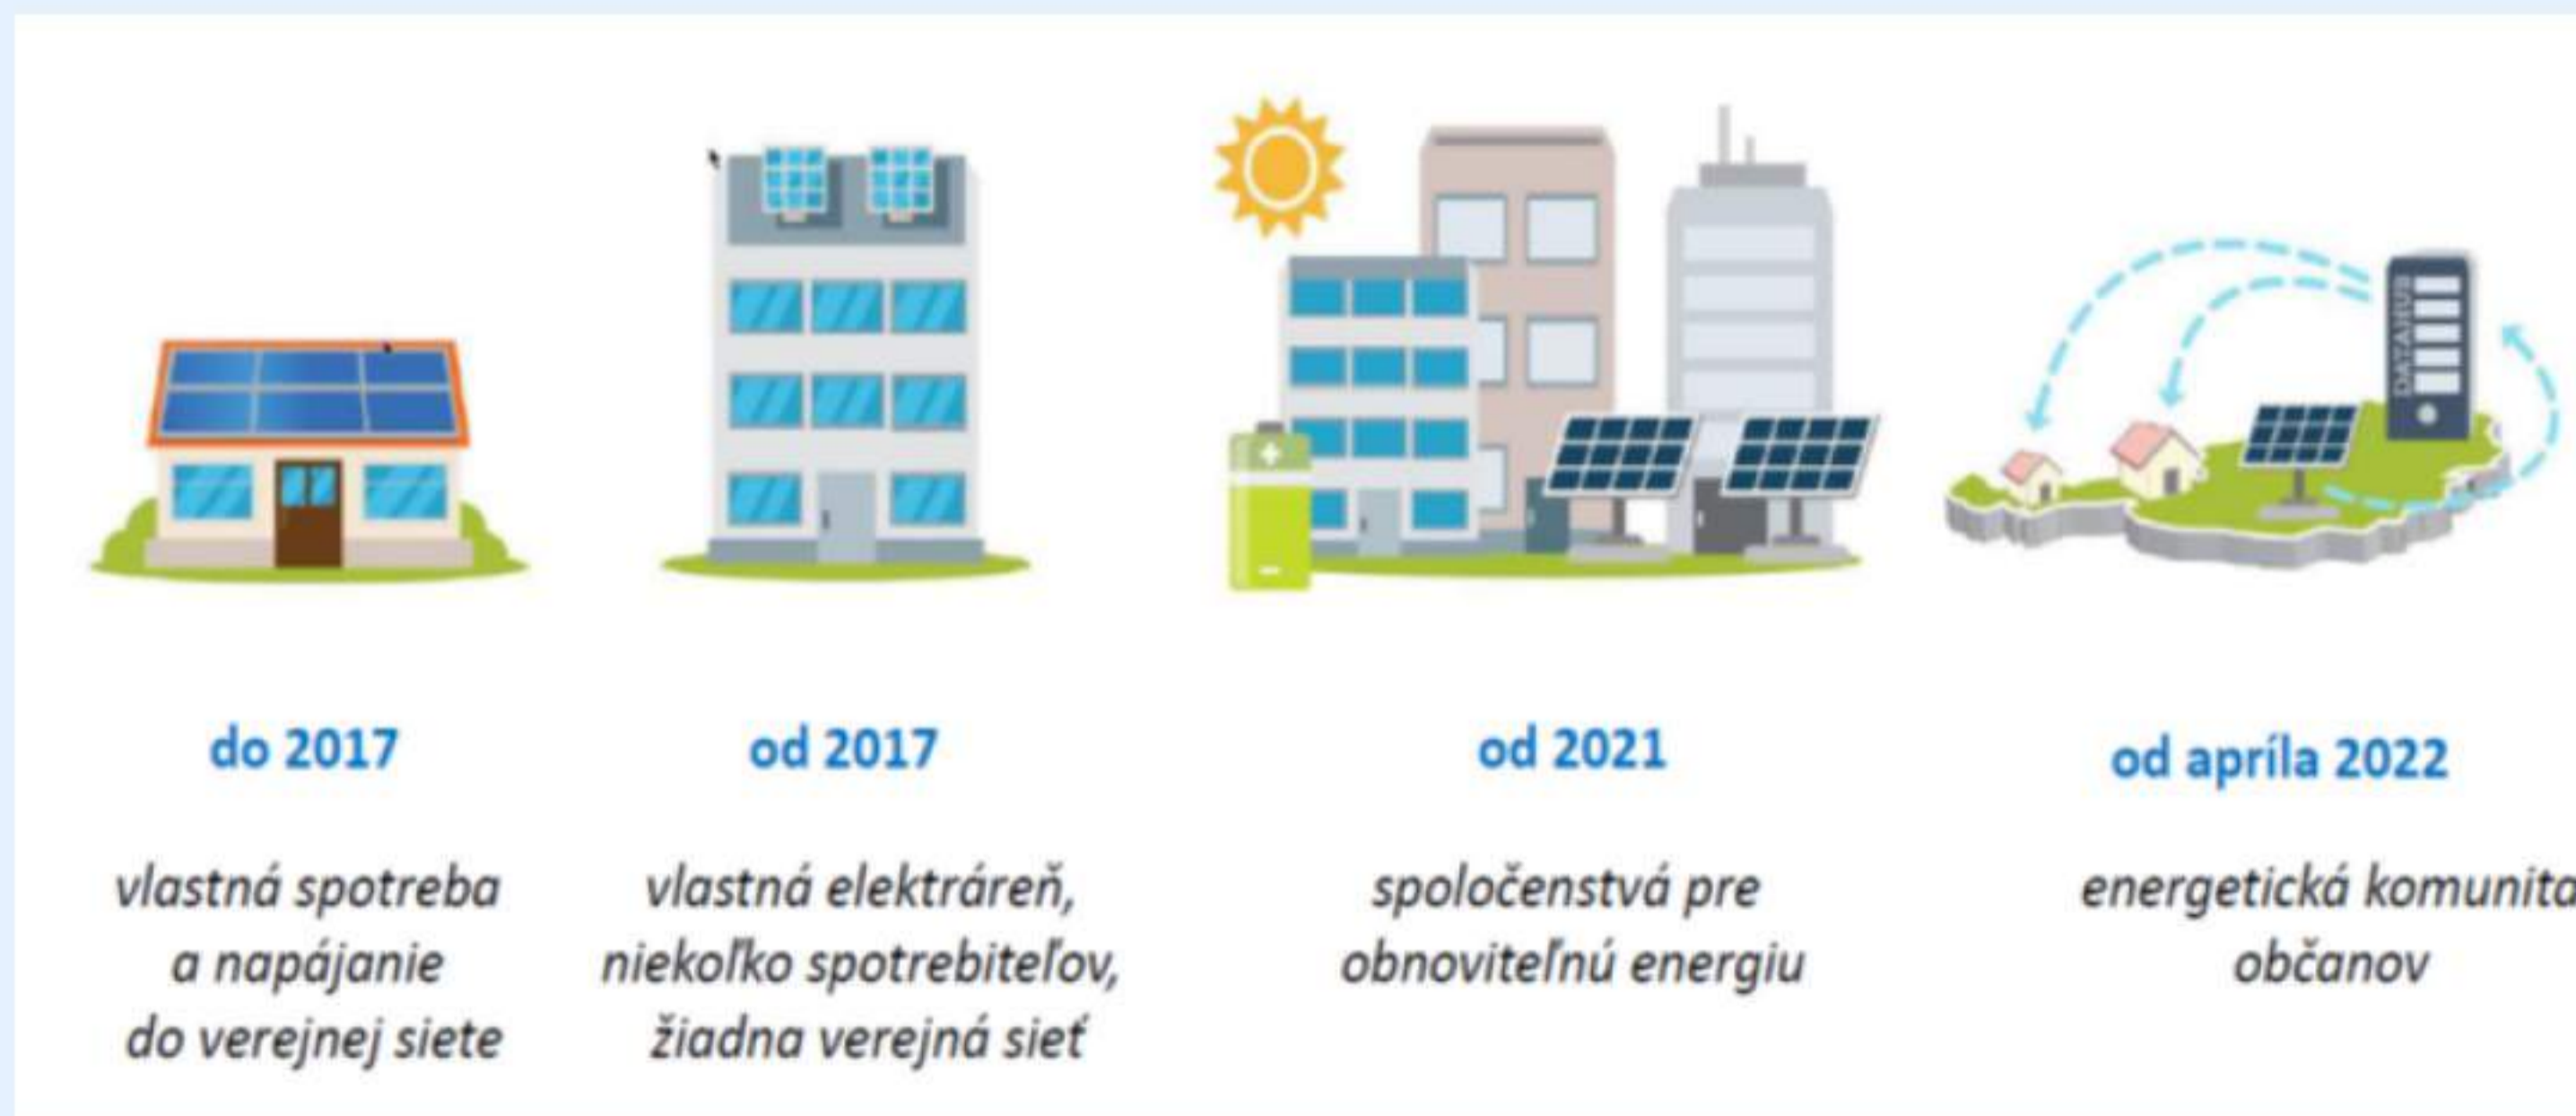 DATAHUB
do 2017
vlastná spotreba
a napájanie
do verejnej siete
od 2017
vlastná elektráreň,
niekoľko spotrebiteľov,
žiadna verejná sieť
od 2021
spoločenstvá pre
obnoviteľnú energiu
od apríla 2022
energetická komunita
občanov